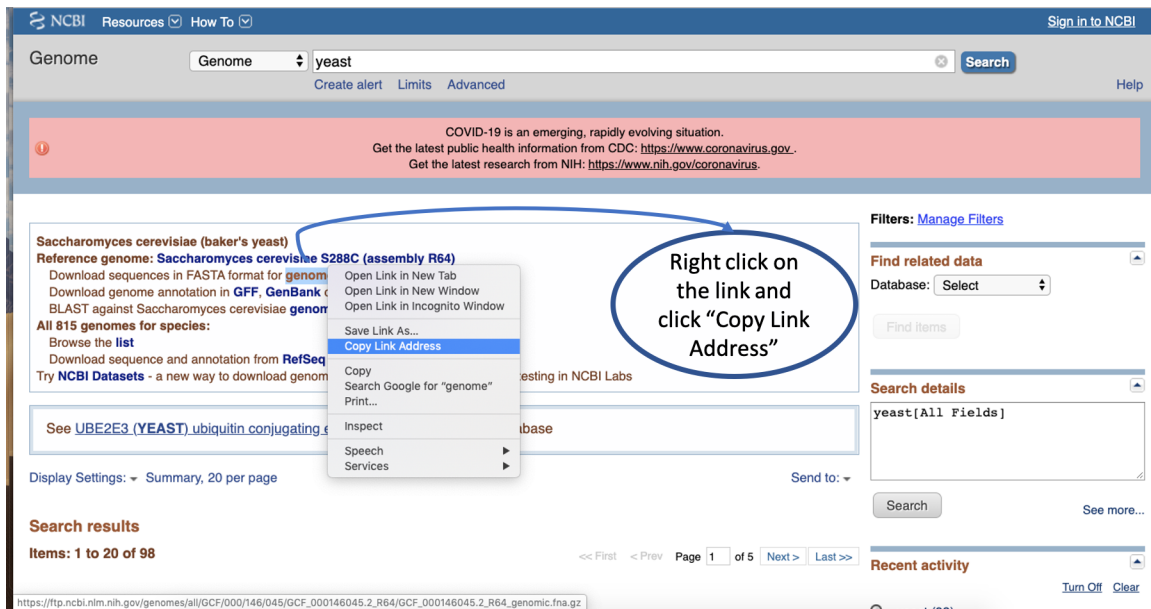 NCBI Resources How To Sign in to NCBI
Genome Genome yeast Search
Create alert Limits Advanced Help
COVID-19 is an emerging, rapidly evolving situation.
Get the latest public health information from CDC: https://www.coronavirus.gov .
Get the latest research from NIH: https://www.nih.gov/coronavirus.
Saccharomyces cerevisiae (baker's yeast)
Reference genome: Saccharomyces cerevisiae S288C (assembly R64)
Download sequences in FASTA format for genom
Download genome annotation in GFF, GenBank
BLAST against Saccharomyces cerevisiae genom
All 815 genomes for species:
Browse the list
Download sequence and annotation from RefSeq
Try NCBI Datasets - a new way to download genom testing in NCBI Labs
Open Link in New Tab
Open Link in New Window
Open Link in Incognito Window
Save Link As...
Copy Link Address
Copy
Search Google for "genome"
Print...
Inspect
Speech
Services
Right click on
the link and
click “Copy Link
Address”
See UBE2E3 (YEAST) ubiquitin conjugating abase
Display Settings: Summary, 20 per page Send to:
Search results
Items: 1 to 20 of 98
<< First < Prev Page 1 of 5 Next > Last >>
Filters: Manage Filters
Find related data
Database: Select
Find items
Search details
yeast[All Fields]
Search
See more...
Recent activity
Turn Off Clear
https://ftp.ncbi.nlm.nih.gov/genomes/all/GCF/000/146/045/GCF_000146045.2_R64/GCF_000146045.2_R64_genomic.fna.gz